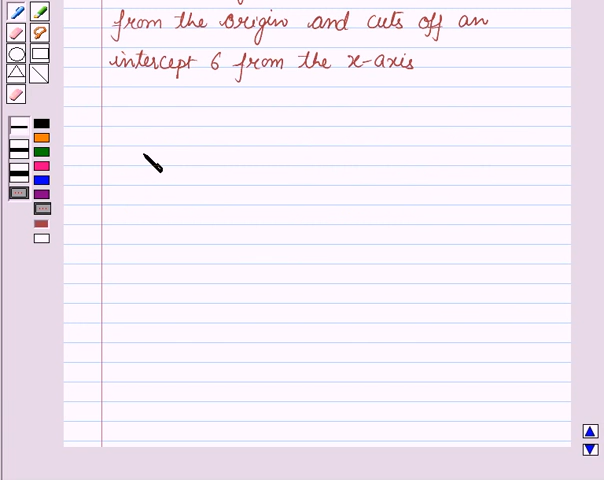 from the origin and cuts off an
intercept 6 from the x-axis